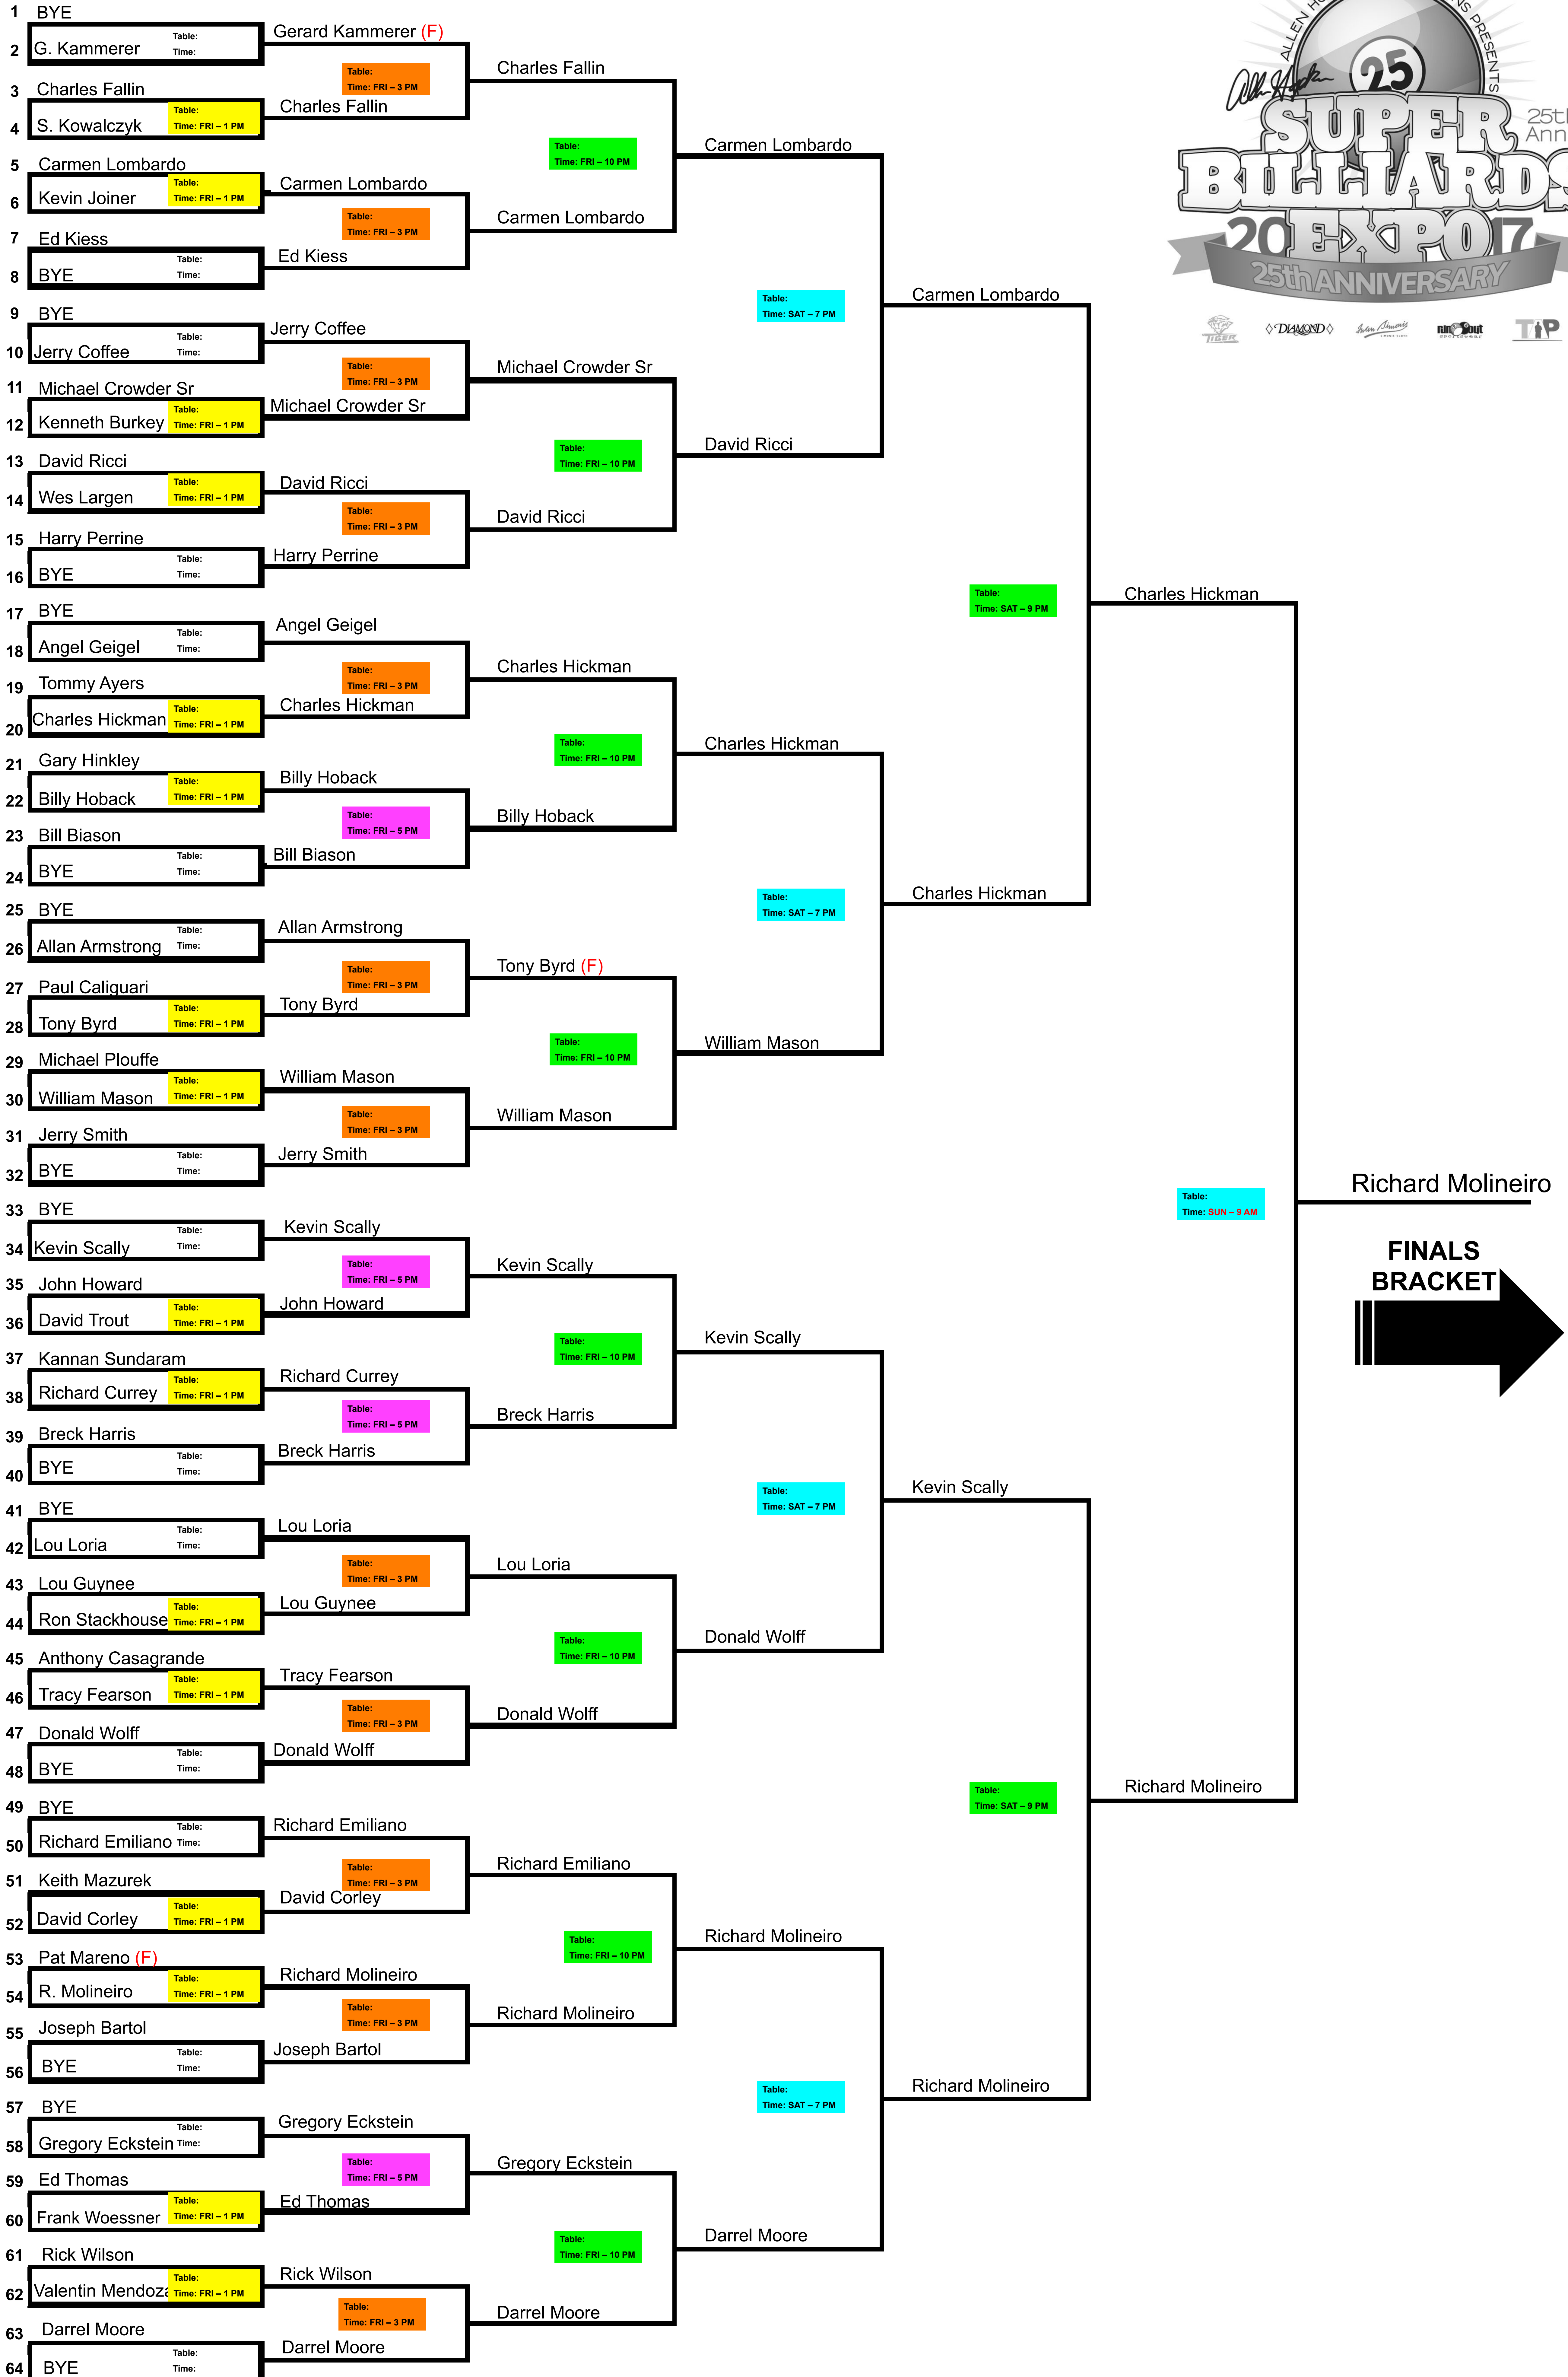 1 BYE
2 G. Kammerer Table: Time:
3 Charles Fallin
4 S. Kowalczyk Table: Time: FRI – 1 PM
5 Carmen Lombardo
6 Kevin Joiner Table: Time: FRI – 1 PM
7 Ed Kiess
8 BYE Table: Time:
9 BYE
10 Jerry Coffee Table: Time:
11 Michael Crowder Sr
12 Kenneth Burkey Table: Time: FRI – 1 PM
13 David Ricci
14 Wes Largen Table: Time: FRI – 1 PM
15 Harry Perrine
16 BYE Table: Time:
17 BYE
18 Angel Geigel Table: Time:
19 Tommy Ayers
20 Charles Hickman Table: Time: FRI – 1 PM
21 Gary Hinkley
22 Billy Hoback Table: Time: FRI – 1 PM
23 Bill Biason
24 BYE Table: Time:
25 BYE
26 Allan Armstrong Table: Time:
27 Paul Caliguari
28 Tony Byrd Table: Time: FRI – 1 PM
29 Michael Plouffe
30 William Mason Table: Time: FRI – 1 PM
31 Jerry Smith
32 BYE Table: Time:
33 BYE
34 Kevin Scally Table: Time:
35 John Howard
36 David Trout Table: Time: FRI – 1 PM
37 Kannan Sundaram
38 Richard Currey Table: Time: FRI – 1 PM
39 Breck Harris
40 BYE Table: Time:
41 BYE
42 Lou Loria Table: Time:
43 Lou Guynee
44 Ron Stackhouse Table: Time: FRI – 1 PM
45 Anthony Casagrande
46 Tracy Fearson Table: Time: FRI – 1 PM
47 Donald Wolff
48 BYE Table: Time:
49 BYE
50 Richard Emiliano Table: Time:
51 Keith Mazurek
52 David Corley Table: Time: FRI – 1 PM
53 Pat Mareno (F)
54 R. Molineiro Table: Time: FRI – 1 PM
55 Joseph Bartol
56 BYE Table: Time:
57 BYE
58 Gregory Eckstein Table: Time:
59 Ed Thomas
60 Frank Woessner Table: Time: FRI – 1 PM
61 Rick Wilson
62 Valentin Mendoza Table: Time: FRI – 1 PM
63 Darrel Moore
64 BYE Table: Time:
Gerard Kammerer (F)
Table:
Time: FRI – 3 PM
Charles Fallin
Carmen Lombardo
Table:
Time: FRI – 3 PM
Ed Kiess
Jerry Coffee
Table:
Time: FRI – 3 PM
Michael Crowder Sr
David Ricci
Table:
Time: FRI – 3 PM
Harry Perrine
Angel Geigel
Table:
Time: FRI – 3 PM
Charles Hickman
Billy Hoback
Table:
Time: FRI – 5 PM
Bill Biason
Allan Armstrong
Table:
Time: FRI – 3 PM
Tony Byrd
William Mason
Table:
Time: FRI – 3 PM
Jerry Smith
Kevin Scally
Table:
Time: FRI – 5 PM
John Howard
Richard Currey
Table:
Time: FRI – 5 PM
Breck Harris
Lou Loria
Table:
Time: FRI – 3 PM
Lou Guynee
Tracy Fearson
Table:
Time: FRI – 3 PM
Donald Wolff
Richard Emiliano
Table:
Time: FRI – 3 PM
David Corley
Richard Molineiro
Table:
Time: FRI – 3 PM
Joseph Bartol
Gregory Eckstein
Table:
Time: FRI – 5 PM
Ed Thomas
Rick Wilson
Table:
Time: FRI – 3 PM
Darrel Moore
Charles Fallin
Table:
Time: FRI – 10 PM
Carmen Lombardo
Michael Crowder Sr
Table:
Time: FRI – 10 PM
David Ricci
Charles Hickman
Table:
Time: FRI – 10 PM
Billy Hoback
Tony Byrd (F)
Table:
Time: FRI – 10 PM
William Mason
Kevin Scally
Table:
Time: FRI – 10 PM
Breck Harris
Lou Loria
Table:
Time: FRI – 10 PM
Donald Wolff
Richard Emiliano
Table:
Time: FRI – 10 PM
Richard Molineiro
Gregory Eckstein
Table:
Time: FRI – 10 PM
Darrel Moore
Carmen Lombardo
Table:
Time: SAT – 7 PM
David Ricci
Charles Hickman
Table:
Time: SAT – 7 PM
William Mason
Kevin Scally
Table:
Time: SAT – 7 PM
Donald Wolff
Richard Molineiro
Table:
Time: SAT – 7 PM
Darrel Moore
Carmen Lombardo
Table:
Time: SAT – 9 PM
Charles Hickman
Kevin Scally
Table:
Time: SAT – 9 PM
Richard Molineiro
Charles Hickman
Table:
Time: SUN – 9 AM
Richard Molineiro
Richard Molineiro
FINALS
BRACKET
ALLEN PRESENTS
25
SUPER
25th
BILLIARDS
2017 EXPO
25th ANNIVERSARY
TIGER DIAMOND TIP